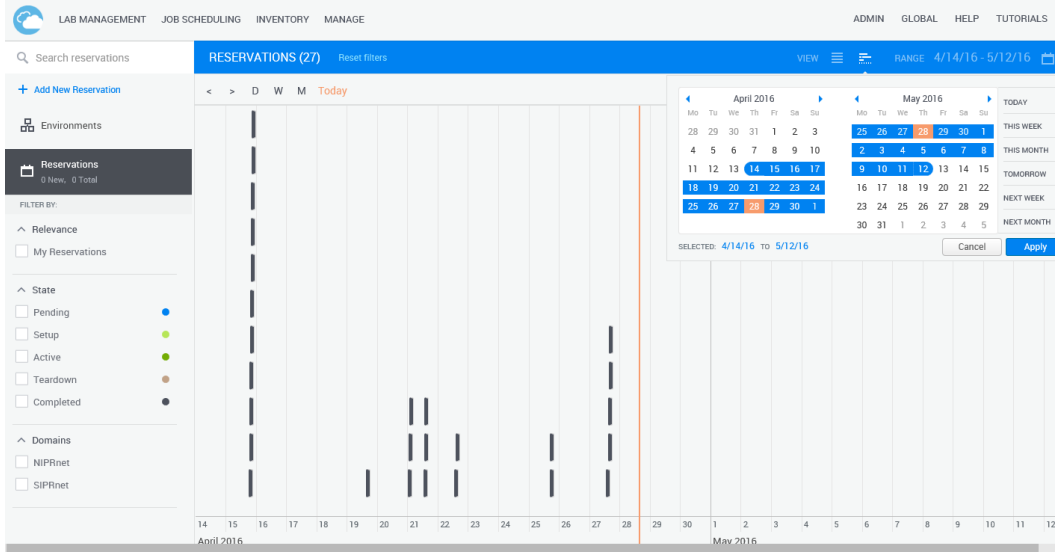 LAB MANAGEMENT JOB SCHEDULING INVENTORY MANAGE ADMIN GLOBAL HELP TUTORIALS
Search reservations
RESERVATIONS (27) Reset filters VIEW RANGE 4/14/16 - 5/12/16
+ Add New Reservation
< > D W M Today
Environments
Reservations
0 New, 0 Total
FILTER BY:
Relevance
My Reservations
State
Pending
Setup
Active
Teardown
Completed
Domains
NIPRnet
SIPRnet
April 2016
Mo Tu We Th Fr Sa Su
28 29 30 31 1 2 3
4 5 6 7 8 9 10
11 12 13 14 15 16 17
18 19 20 21 22 23 24
25 26 27 28 29 30 1
May 2016
Mo Tu We Th Fr Sa Su
25 26 27 28 29 30 1
2 3 4 5 6 7 8
9 10 11 12 13 14 15
16 17 18 19 20 21 22
23 24 25 26 27 28 29
30 31 1 2 3 4 5
TODAY
THIS WEEK
THIS MONTH
TOMORROW
NEXT WEEK
NEXT MONTH
SELECTED: 4/14/16 TO 5/12/16 Cancel Apply
14 15 16 17 18 19 20 21 22 23 24 25 26 27 28 29 30 1 2 3 4 5 6 7 8 9 10 11 12
April 2016 May 2016